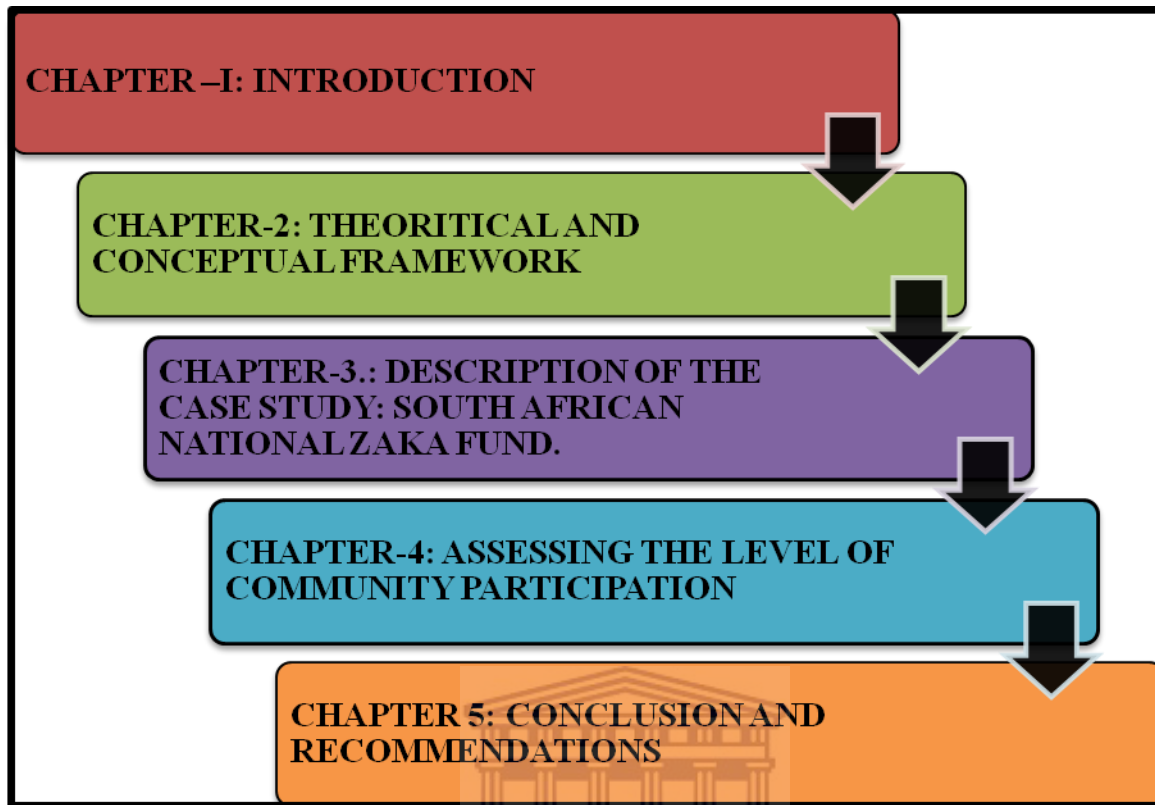 CHAPTER –I: INTRODUCTION
CHAPTER-2: THEORITICAL AND
CONCEPTUAL FRAMEWORK
CHAPTER-3.: DESCRIPTION OF THE
CASE STUDY: SOUTH AFRICAN
NATIONAL ZAKA FUND.
CHAPTER-4: ASSESSING THE LEVEL OF
COMMUNITY PARTICIPATION
CHAPTER 5: CONCLUSION AND
RECOMMENDATIONS